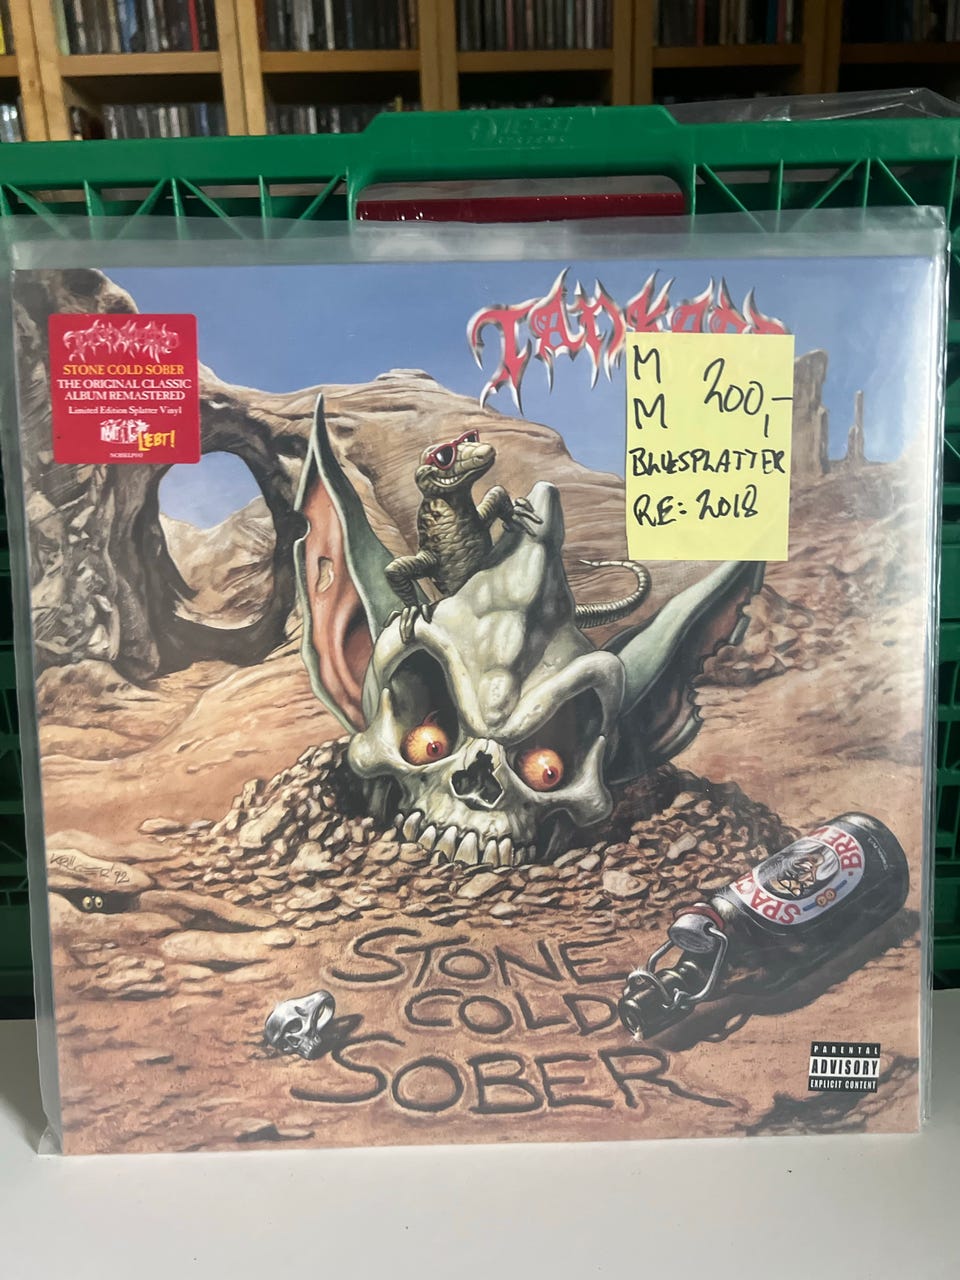 TANKARD
STONE COLD SOBER
THE ORIGINAL CLASSIC
ALBUM REMASTERED
Limited Edition Splatter Vinyl
NOISE LEBT!
M
M
200,-
BLUESPLATTER
RE: 2018
SPACE
BREW
STONE
COLD
SOBER
PARENTAL
ADVISORY
EXPLICIT CONTENT